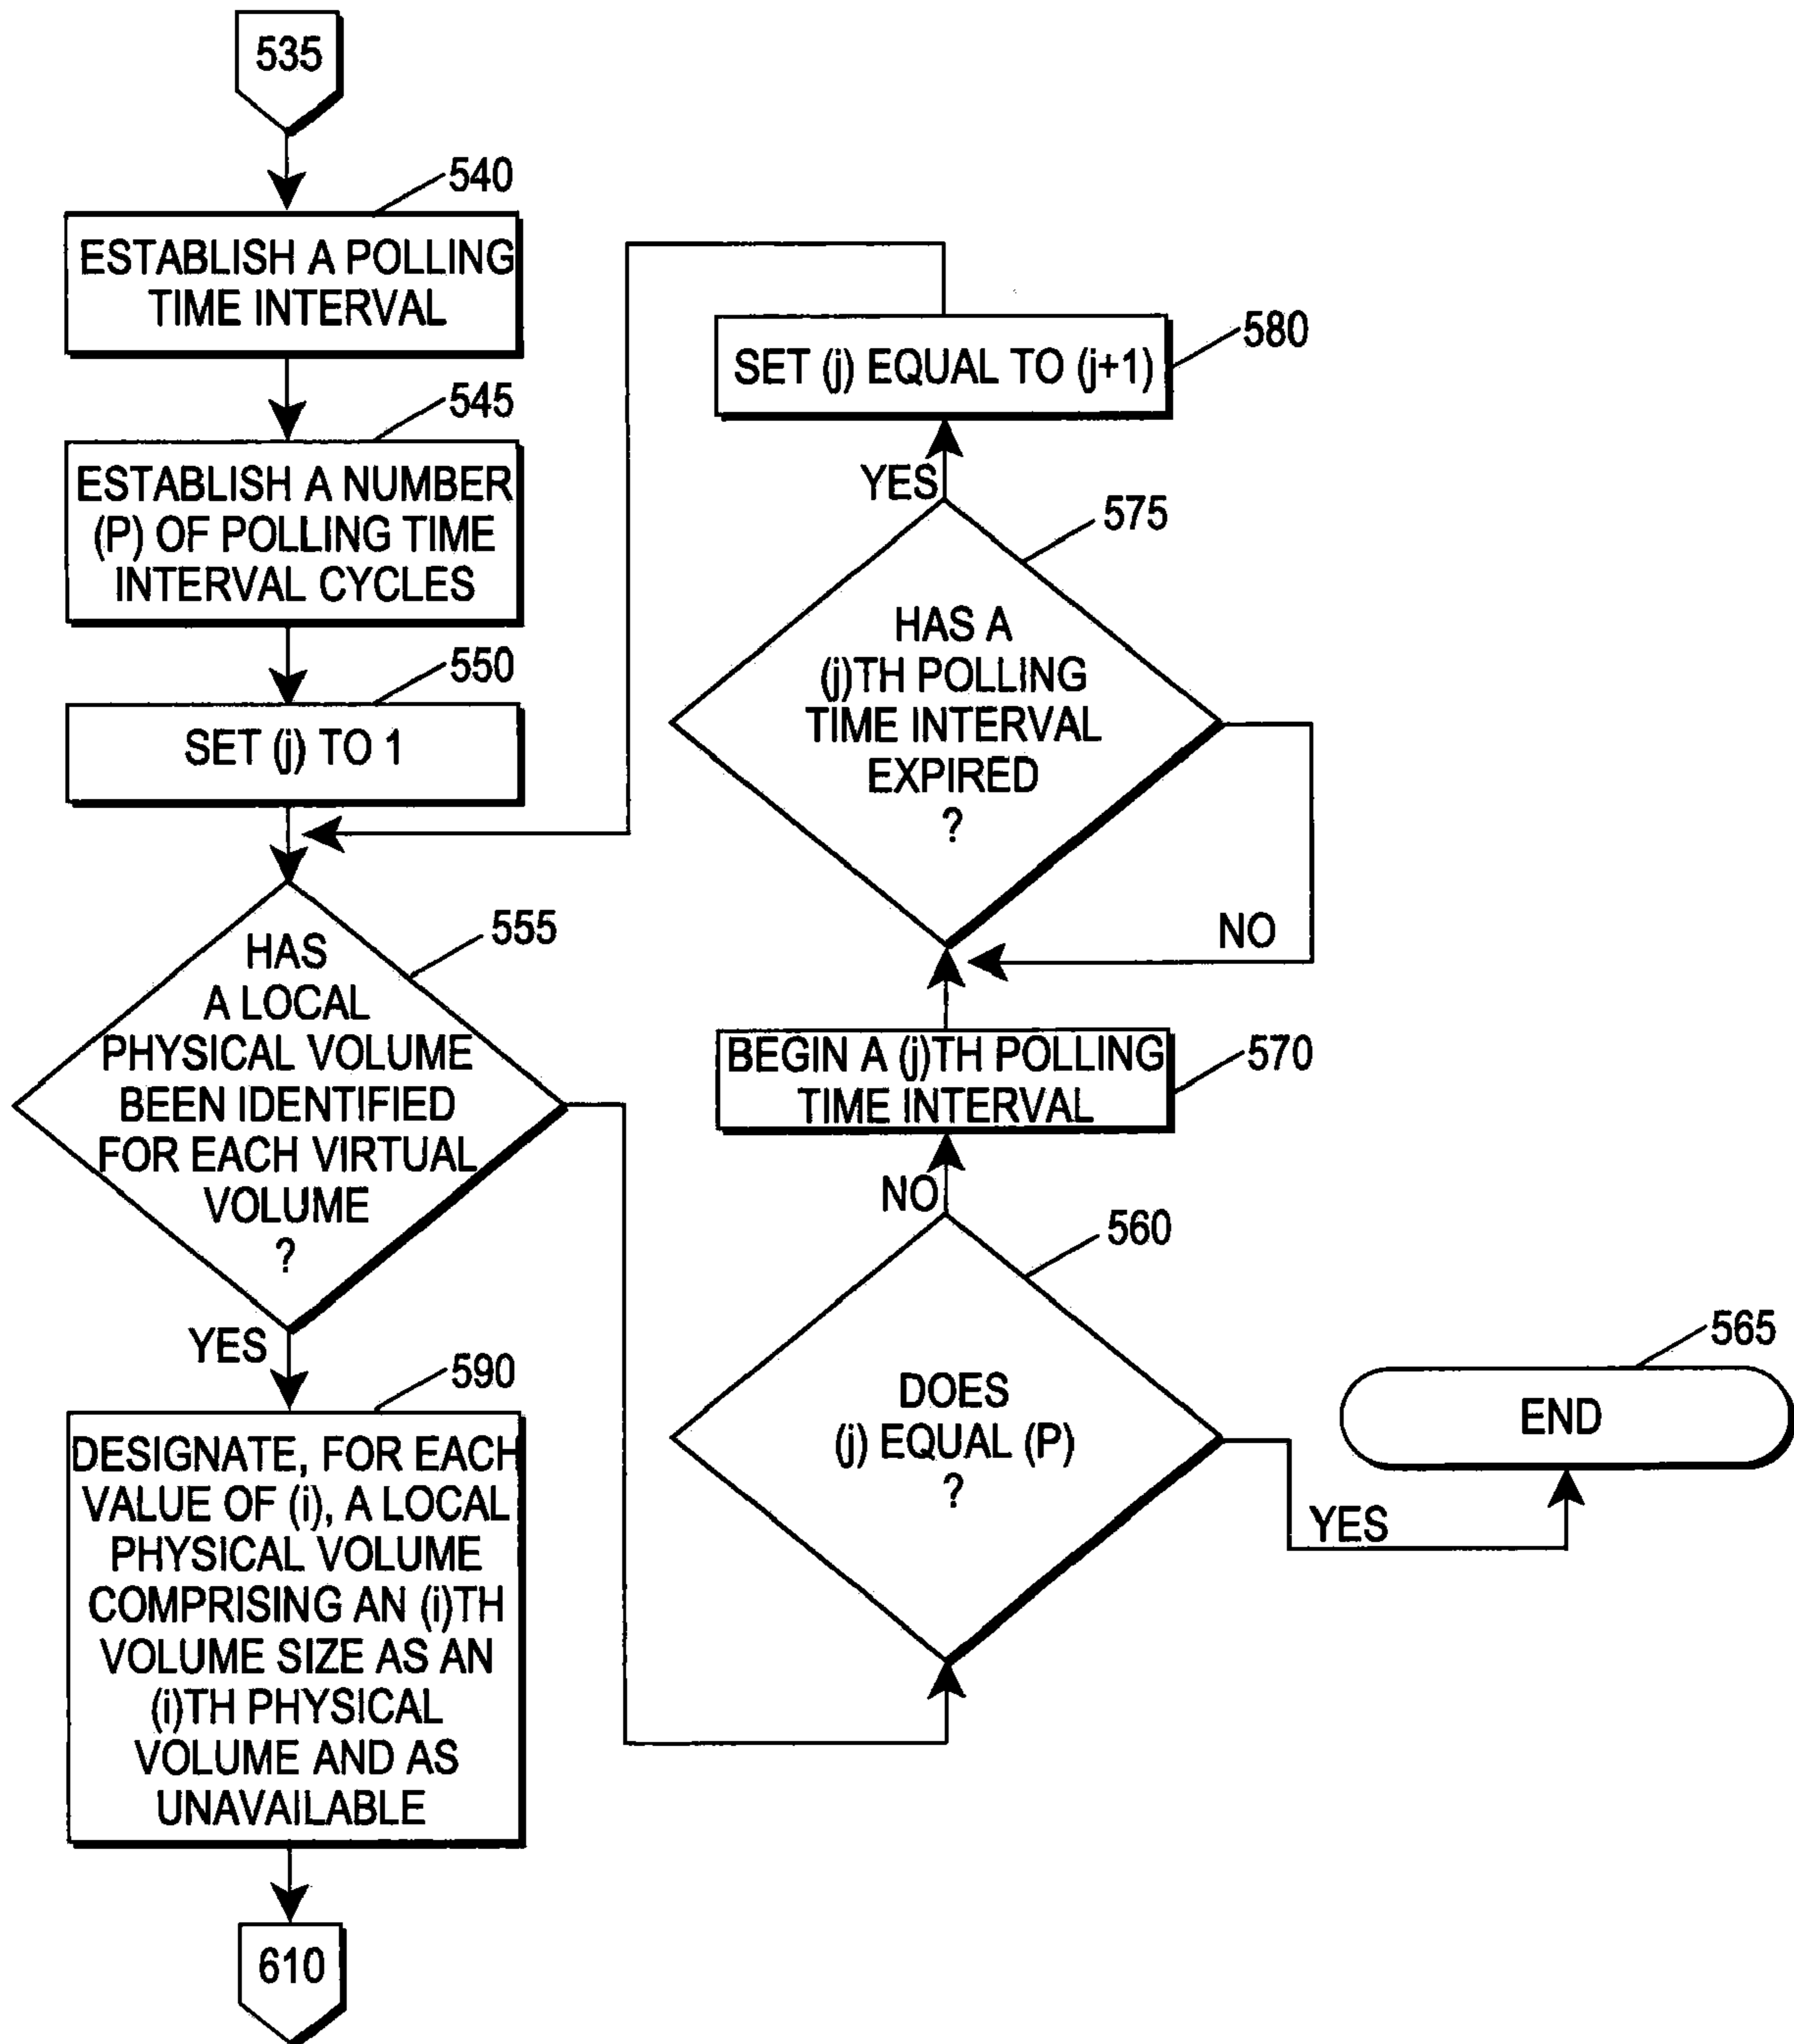 535
540
ESTABLISH A POLLING
TIME INTERVAL
545
ESTABLISH A NUMBER
(P) OF POLLING TIME
INTERVAL CYCLES
550
SET (j) TO 1
555
HAS
A LOCAL
PHYSICAL VOLUME
BEEN IDENTIFIED
FOR EACH VIRTUAL
VOLUME
?
YES
590
DESIGNATE, FOR EACH
VALUE OF (i), A LOCAL
PHYSICAL VOLUME
COMPRISING AN (i)TH
VOLUME SIZE AS AN
(i)TH PHYSICAL
VOLUME AND AS
UNAVAILABLE
610
580
SET (j) EQUAL TO (j+1)
YES
575
HAS A
(j)TH POLLING
TIME INTERVAL
EXPIRED
?
NO
570
BEGIN A (j)TH POLLING
TIME INTERVAL
NO
560
DOES
(j) EQUAL (P)
?
YES
565
END